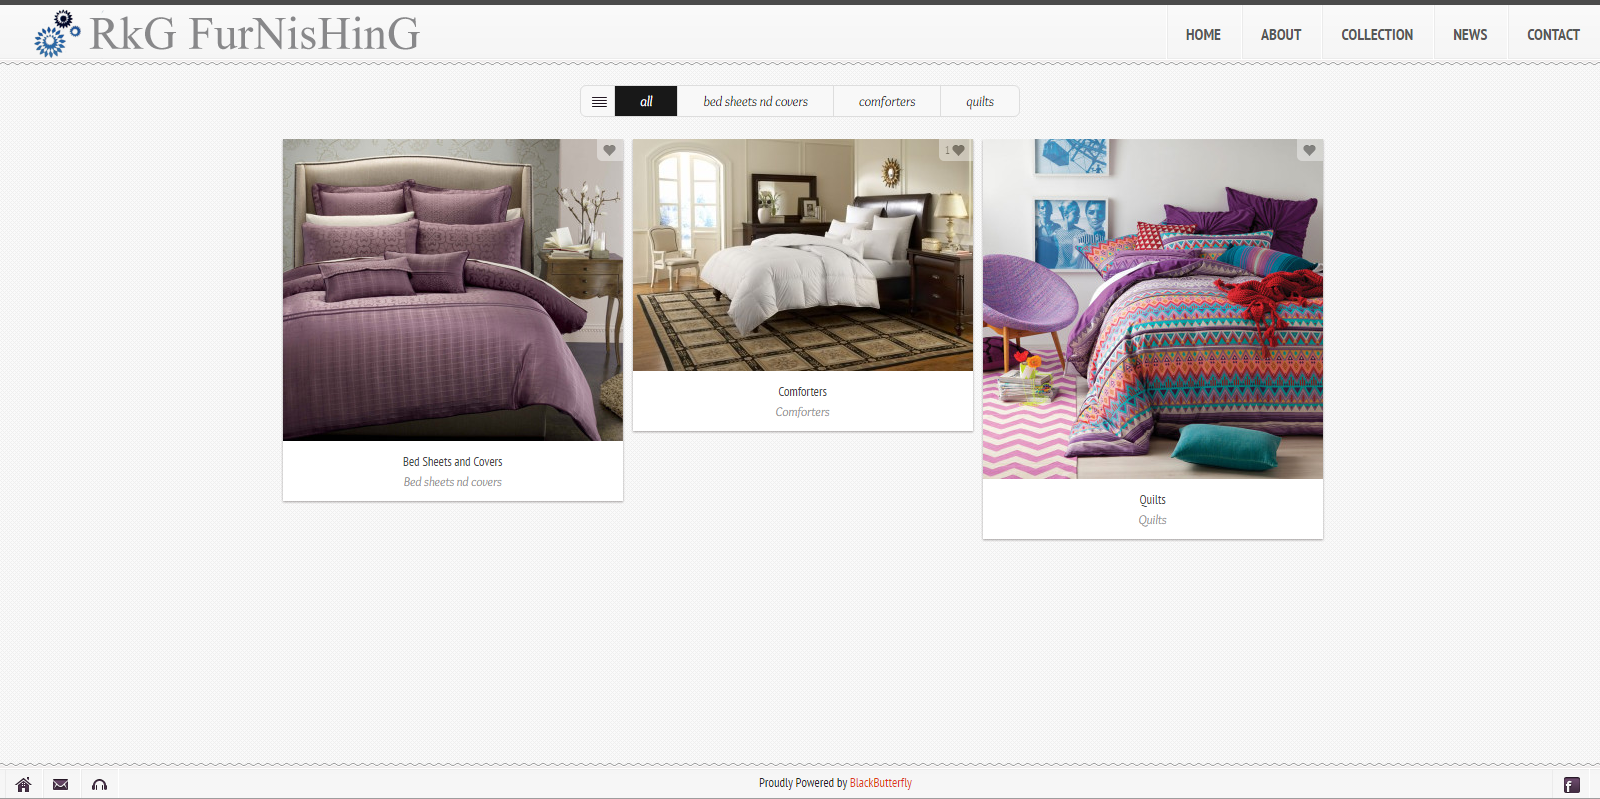 RkG FurNisHinG
HOME ABOUT COLLECTION NEWS CONTACT
all bed sheets nd covers comforters quilts
1
Bed Sheets and Covers
Bed sheets nd covers
Comforters
Comforters
Quilts
Quilts
Proudly Powered by BlackButterfly
f